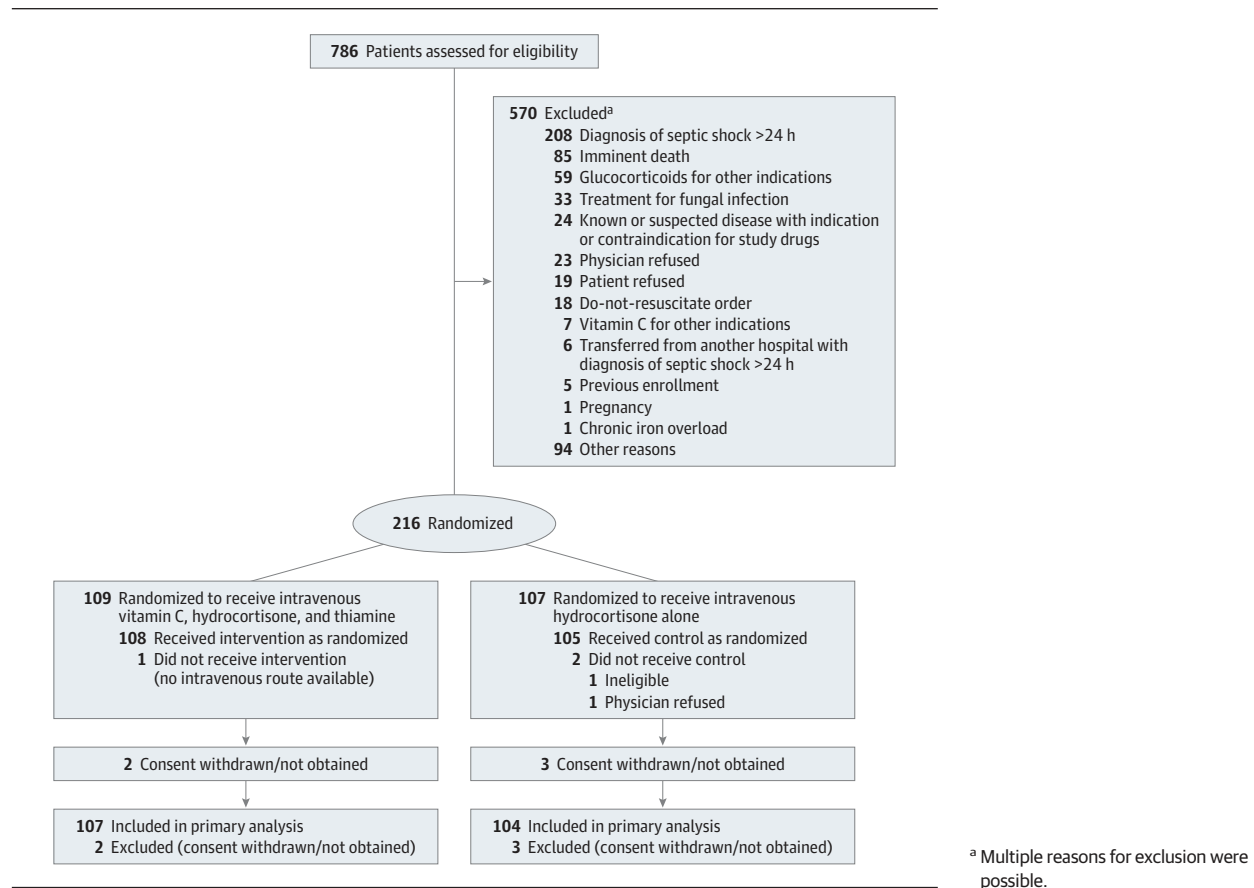 786 Patients assessed for eligibility
570 Excludedᵃ
208 Diagnosis of septic shock >24 h
85 Imminent death
59 Glucocorticoids for other indications
33 Treatment for fungal infection
24 Known or suspected disease with indication
or contraindication for study drugs
23 Physician refused
19 Patient refused
18 Do-not-resuscitate order
7 Vitamin C for other indications
6 Transferred from another hospital with
diagnosis of septic shock >24 h
5 Previous enrollment
1 Pregnancy
1 Chronic iron overload
94 Other reasons
216 Randomized
109 Randomized to receive intravenous
vitamin C, hydrocortisone, and thiamine
108 Received intervention as randomized
1 Did not receive intervention
(no intravenous route available)
107 Randomized to receive intravenous
hydrocortisone alone
105 Received control as randomized
2 Did not receive control
1 Ineligible
1 Physician refused
2 Consent withdrawn/not obtained
3 Consent withdrawn/not obtained
107 Included in primary analysis
2 Excluded (consent withdrawn/not obtained)
104 Included in primary analysis
3 Excluded (consent withdrawn/not obtained)
ᵃ Multiple reasons for exclusion were
possible.